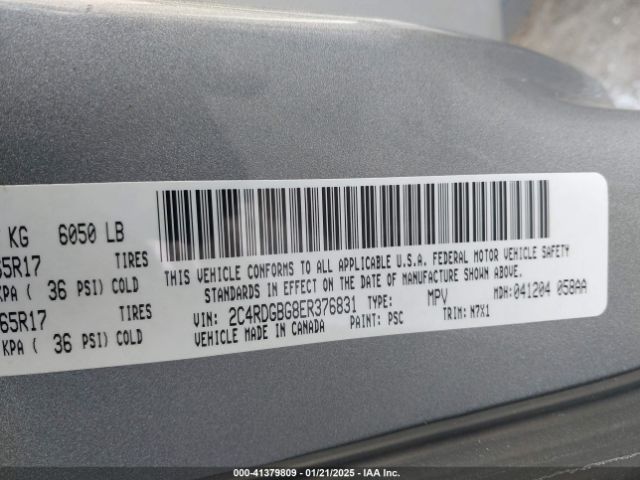 KG 6050 LB
65R17 TIRES
KPA ( 36 PSI) COLD
65R17 TIRES
KPA ( 36 PSI) COLD
THIS VEHICLE CONFORMS TO ALL APPLICABLE U.S.A. FEDERAL MOTOR VEHICLE SAFETY
STANDARDS IN EFFECT ON THE DATE OF MANUFACTURE SHOWN ABOVE.
VIN: 2C4RDGBG8ER376831 TYPE: MPV MDH: 041204 058AA
VEHICLE MADE IN CANADA PAINT: PSC TRIM: N7X1
000-41379809 — 01/21/2025 — IAA Inc.